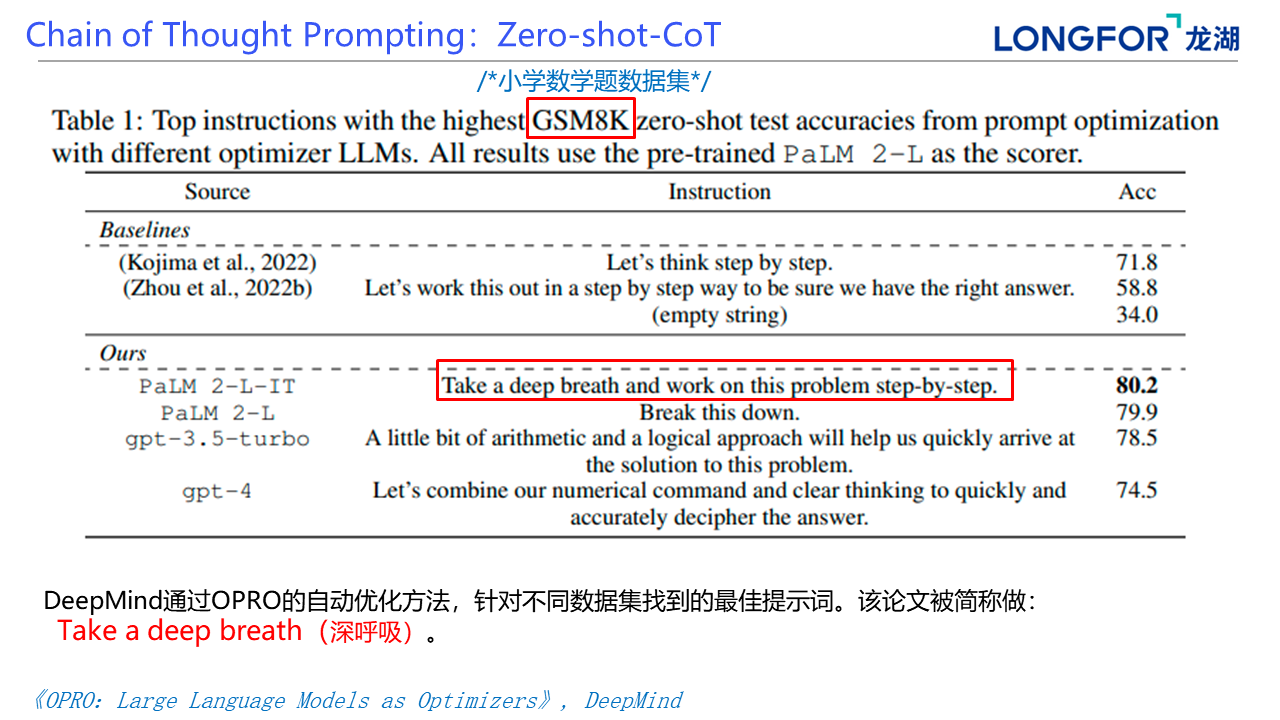 Chain of Thought Prompting：Zero-shot-CoT
LONGFOR 龙湖
/*小学数学题数据集*/
Table 1: Top instructions with the highest GSM8K zero-shot test accuracies from prompt optimization
with different optimizer LLMs. All results use the pre-trained PaLM 2-L as the scorer.
Source Instruction Acc
Baselines
(Kojima et al., 2022) Let's think step by step. 71.8
(Zhou et al., 2022b) Let's work this out in a step by step way to be sure we have the right answer. 58.8
(empty string) 34.0
Ours
PaLM 2-L-IT Take a deep breath and work on this problem step-by-step. 80.2
PaLM 2-L Break this down. 79.9
gpt-3.5-turbo A little bit of arithmetic and a logical approach will help us quickly arrive at 78.5
the solution to this problem.
gpt-4 Let's combine our numerical command and clear thinking to quickly and 74.5
accurately decipher the answer.
DeepMind通过OPRO的自动优化方法，针对不同数据集找到的最佳提示词。该论文被简称做：
Take a deep breath（深呼吸）。
《OPRO：Large Language Models as Optimizers》, DeepMind